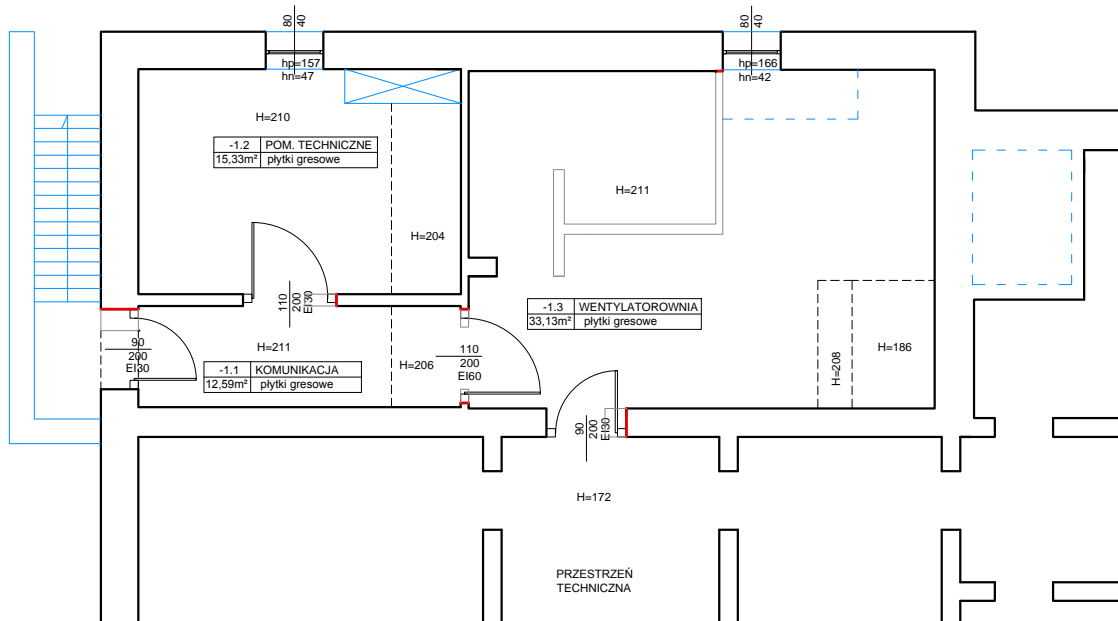 80
40
hp=157
hn=47
80
40
hp=166
hn=42
H=210
-1.2 POM. TECHNICZNE
15,33m² płytki gresowe
H=211
H=204
110
200
EI30
-1.3 WENTYLATOROWNIA
33,13m² płytki gresowe
90
200
EI30
H=211
-1.1 KOMUNIKACJA
12,59m² płytki gresowe
H=206
110
200
EI60
H=208
H=186
90
200
EI30
H=172
PRZESTRZEŃ
TECHNICZNA